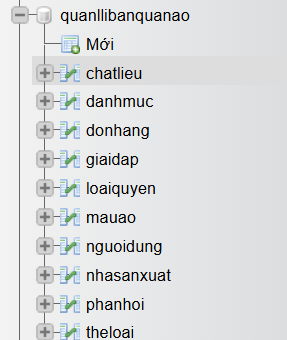 quanllibanquanao
Mới
chatlieu
danhmuc
donhang
giaidap
loaiquyen
mauao
nguoidung
nhasanxuat
phanhoi
theloai